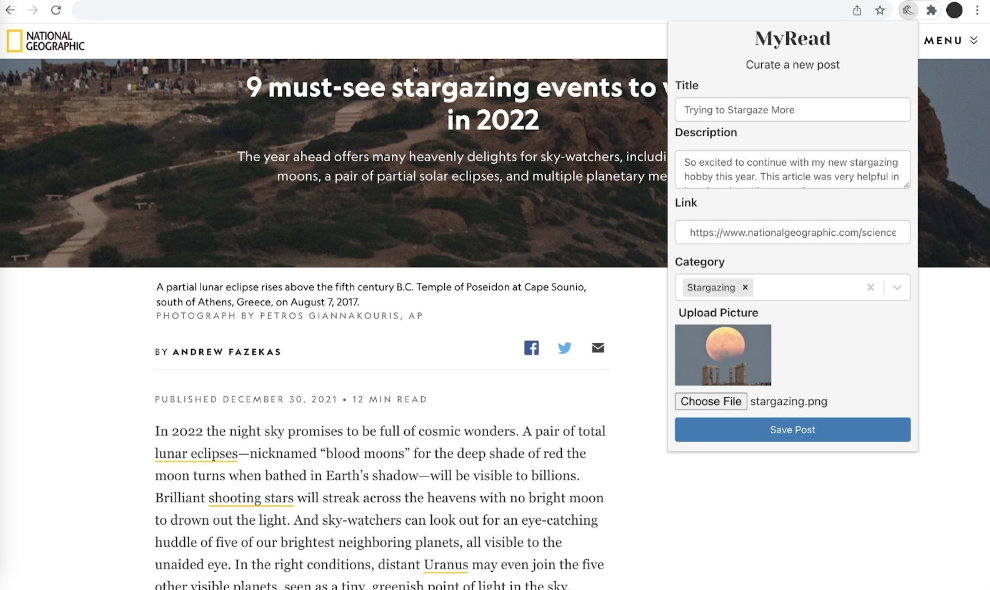 NATIONAL
GEOGRAPHIC
MENU
9 must-see stargazing events to
in 2022
The year ahead offers many heavenly delights for sky-watchers,
moons, a pair of partial solar eclipses, and multiple planetary
A partial lunar eclipse rises above the fifth century B.C. Temple of Poseidon at Cape Sounio,
south of Athens, Greece, on August 7, 2017.
PHOTOGRAPH BY PETROS GIANNAKOURIS, AP
BY ANDREW FAZEKAS
PUBLISHED DECEMBER 30, 2021 • 12 MIN READ
In 2022 the night sky promises to be full of cosmic wonders. A pair of total
lunar eclipses—nicknamed “blood moons” for the deep shade of red the
moon turns when bathed in Earth’s shadow—will be visible to billions.
Brilliant shooting stars will streak across the heavens with no bright moon
to drown out the light. And sky-watchers can look out for an eye-catching
huddle of five of our brightest neighboring planets, all visible to the
unaided eye. In the right conditions, distant Uranus may even join the five
other visible planets, seen as a tiny, greenish point of light in the sky.
MyRead
Curate a new post
Title
Trying to Stargaze More
Description
So excited to continue with my new stargazing
hobby this year. This article was very helpful in
Link
https://www.nationalgeographic.com/science
Category
Stargazing ×
Upload Picture
Choose File stargazing.png
Save Post